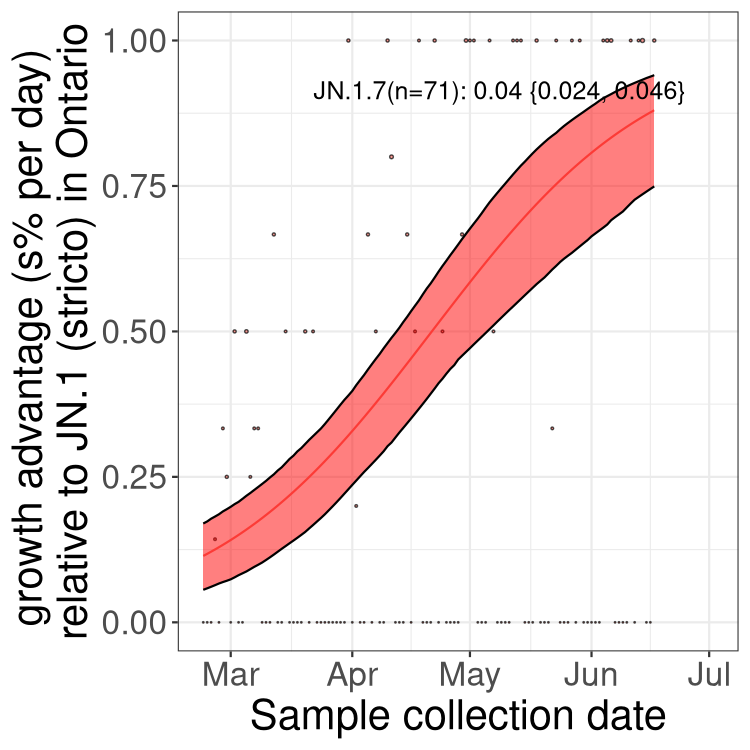 growth advantage (s% per day)
relative to JN.1 (stricto) in Ontario
1.00
0.75
0.50
0.25
0.00
JN.1.7(n=71): 0.04 {0.024, 0.046}
Mar Apr May Jun Jul
Sample collection date